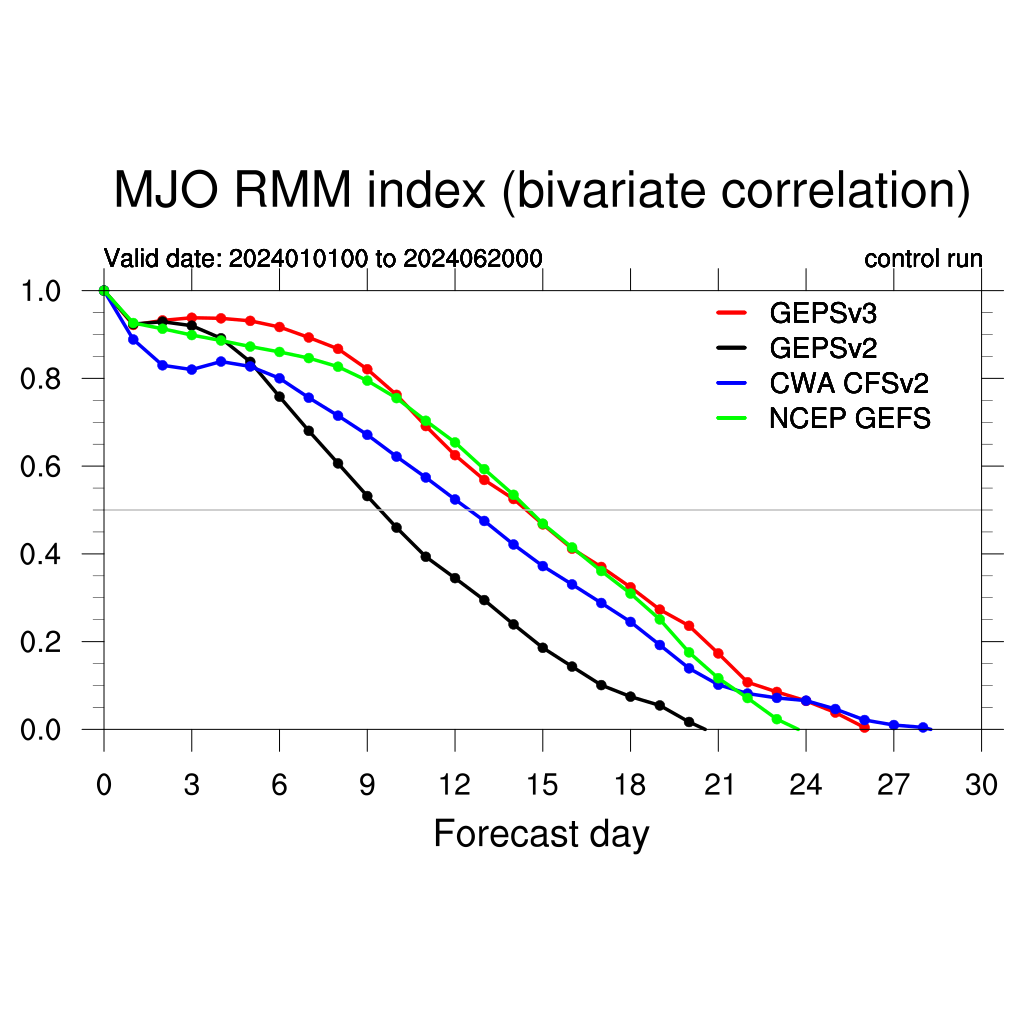 MJO RMM index (bivariate correlation)
Valid date: 2024010100 to 2024062000 control run
1.0
0.8
0.6
0.4
0.2
0.0
GEPSv3
GEPSv2
CWA CFSv2
NCEP GEFS
0 3 6 9 12 15 18 21 24 27 30
Forecast day